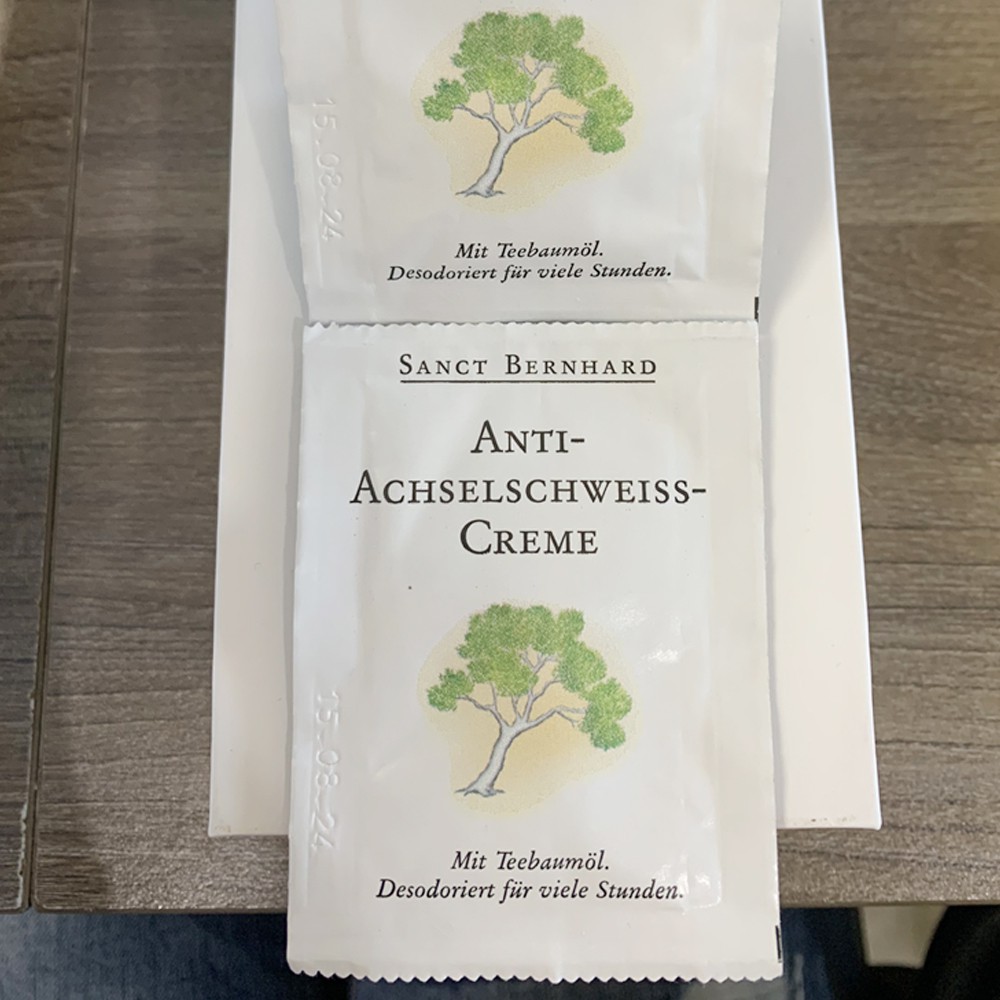 15.08.24
Mit Teebaumöl.
Desodoriert für viele Stunden.
SANCT BERNHARD
ANTI-
ACHSELSCHWEISS-
CREME
15.08.24
Mit Teebaumöl.
Desodoriert für viele Stunden.